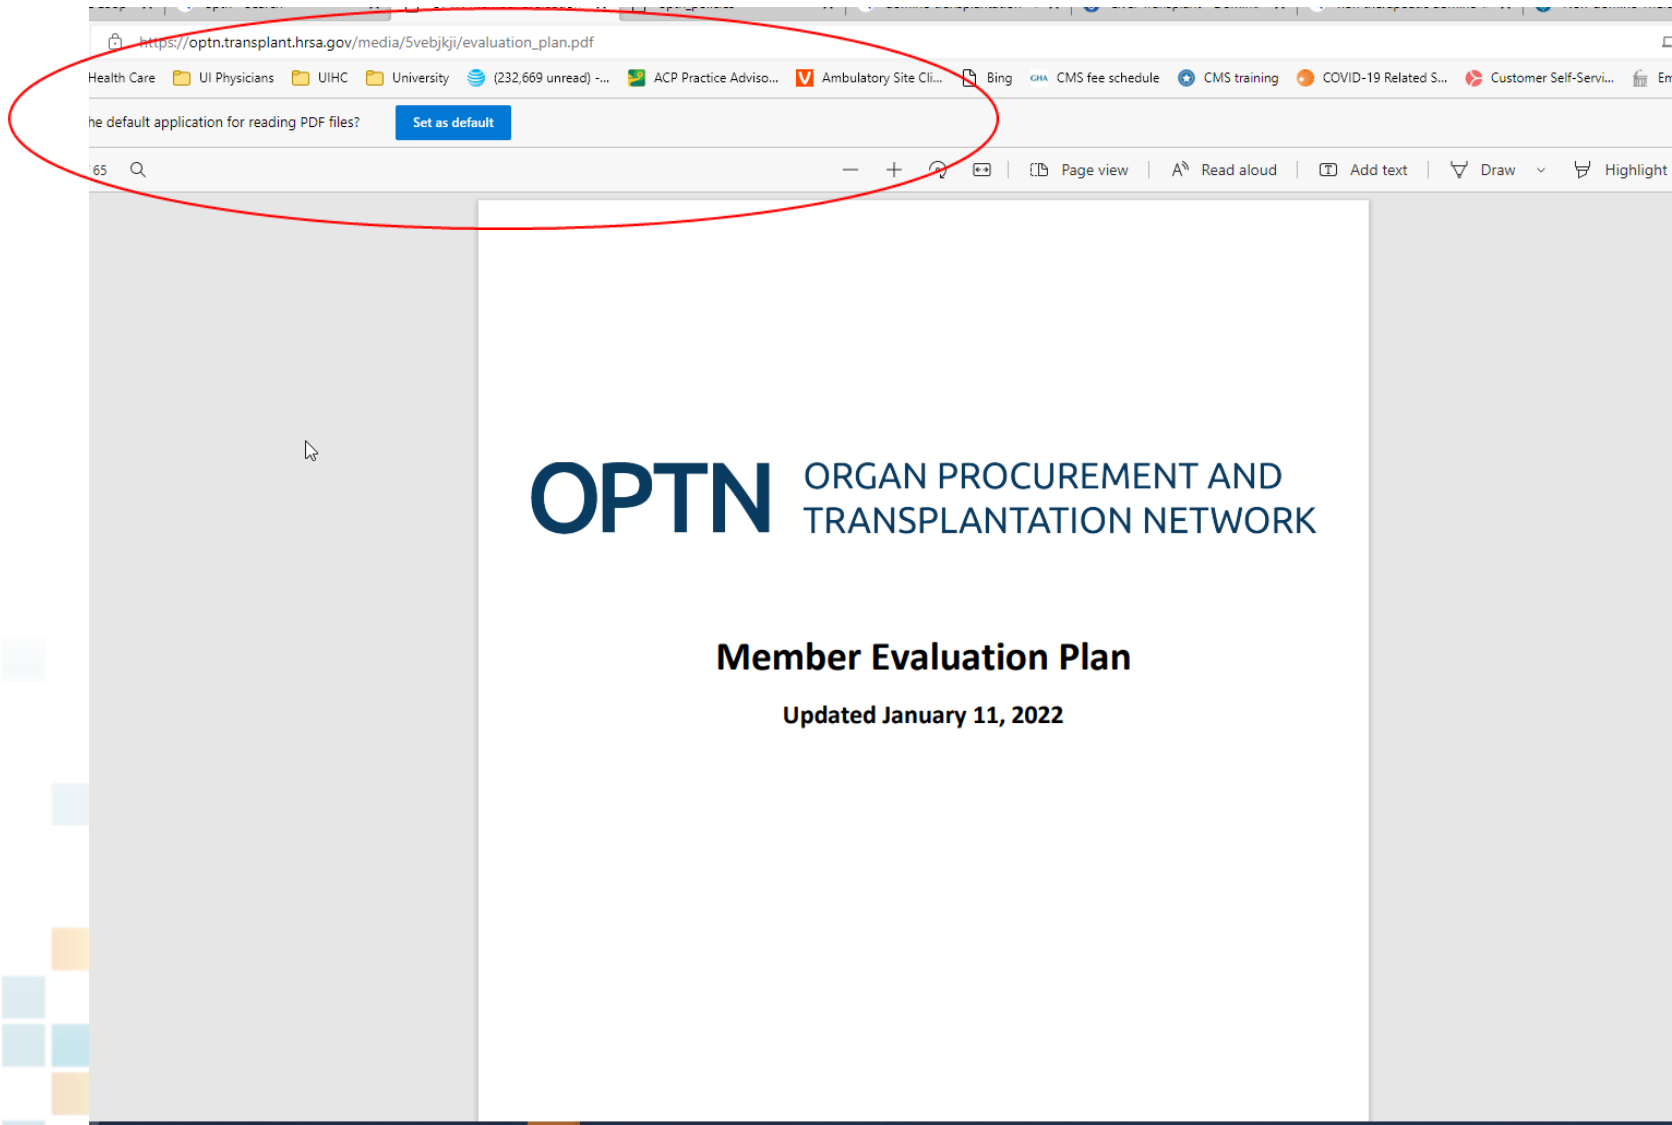 https://optn.transplant.hrsa.gov/media/5vebjkji/evaluation_plan.pdf
Health Care UI Physicians UIHC University (232,669 unread) -... ACP Practice Adviso... Ambulatory Site Cli... Bing GHA CMS fee schedule CMS training COVID-19 Related S... Customer Self-Servi... Em
he default application for reading PDF files? Set as default
65 Page view Read aloud Add text Draw Highlight
OPTN ORGAN PROCUREMENT AND
TRANSPLANTATION NETWORK
Member Evaluation Plan
Updated January 11, 2022